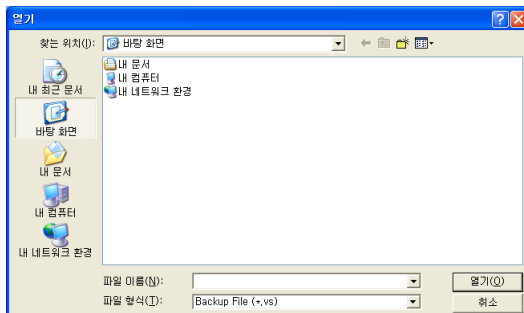 열기
찾는 위치(I):
바탕 화면
내 문서
내 컴퓨터
내 네트워크 환경
내 최근 문서
바탕 화면
내 문서
내 컴퓨터
내 네트워크 환경
파일 이름(N):
열기(O)
파일 형식(T):
Backup File (*.vs)
취소